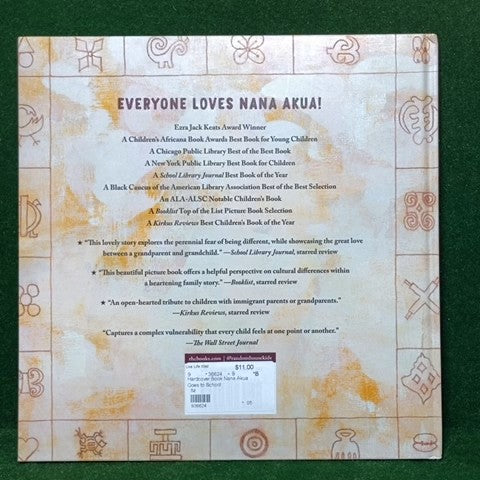 EVERYONE LOVES NANA AKUA!
Ezra Jack Keats Award Winner
A Children's Africana Book Awards Best Book for Young Children
A Chicago Public Library Best of the Best Book
A New York Public Library Best Book for Children
A School Library Journal Best Book of the Year
A Black Caucus of the American Library Association Best of the Best Selection
An ALA-ALSC Notable Children's Book
A Booklist Top of the List Picture Book Selection
A Kirkus Reviews Best Children's Book of the Year
★ "This lovely story explores the perennial fear of being different, while showcasing the great love
between a grandparent and grandchild." —School Library Journal, starred review
★ "This beautiful picture book offers a helpful perspective on cultural differences within
a heartening family story." —Booklist, starred review
★ "An open-hearted tribute to children with immigrant parents or grandparents."
—Kirkus Reviews, starred review
"Captures a complex vulnerability that every child feels at one point or another."
—The Wall Street Journal
rhcbooks.com | @randomhousekids
$11.00
Hardcover Book Nana Akua
Goes to School